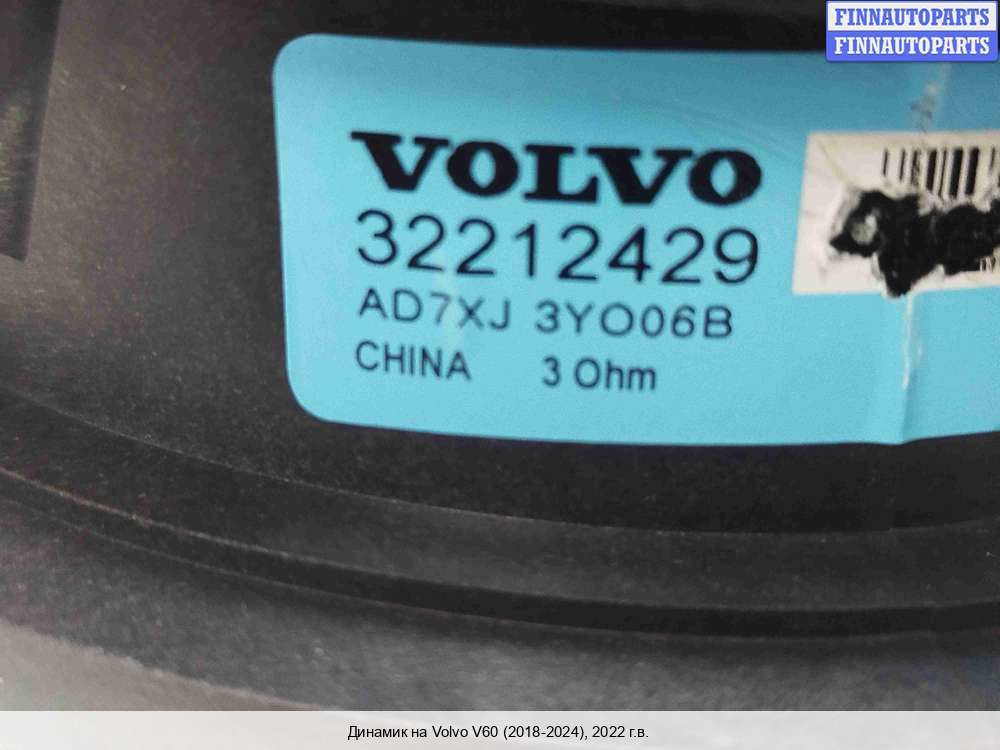 FINNAUTOPARTS
FINNAUTOPARTS
VOLVO
32212429
AD7XJ 3YO06B
CHINA 3 Ohm
Динамик на Volvo V60 (2018-2024), 2022 г.в.